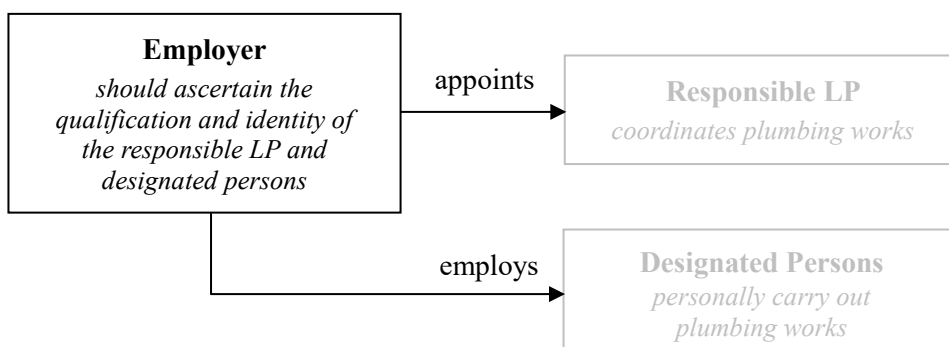 Employer
should ascertain the
qualification and identity of
the responsible LP and
designated persons
appoints
Responsible LP
coordinates plumbing works
employs
Designated Persons
personally carry out
plumbing works